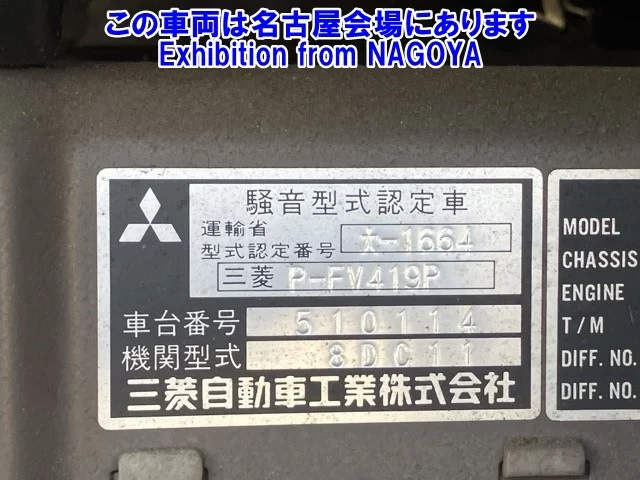 この車両は名古屋会場にあります
Exhibition from NAGOYA
騒音型式認定車
運輸省
型式認定番号 大-1664
三菱 P-FV419P
車台番号 510114
機関型式 8DC11
三菱自動車工業株式会社
MODEL
CHASSIS
ENGINE
T/M
DIFF. NO.
DIFF. NO.